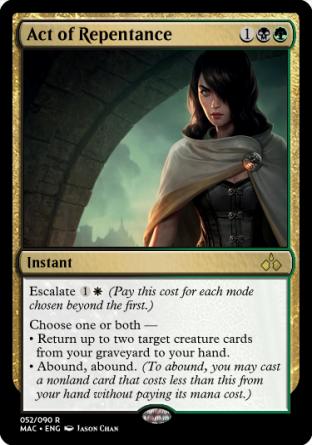 Act of Repentance 1
Instant
Escalate 1 (Pay this cost for each mode
chosen beyond the first.)
Choose one or both —
• Return up to two target creature cards
from your graveyard to your hand.
• Abound, abound. (To abound, you may cast
a nonland card that costs less than this from
your hand without paying its mana cost.)
052/090 R
MAC • ENG JASON CHAN